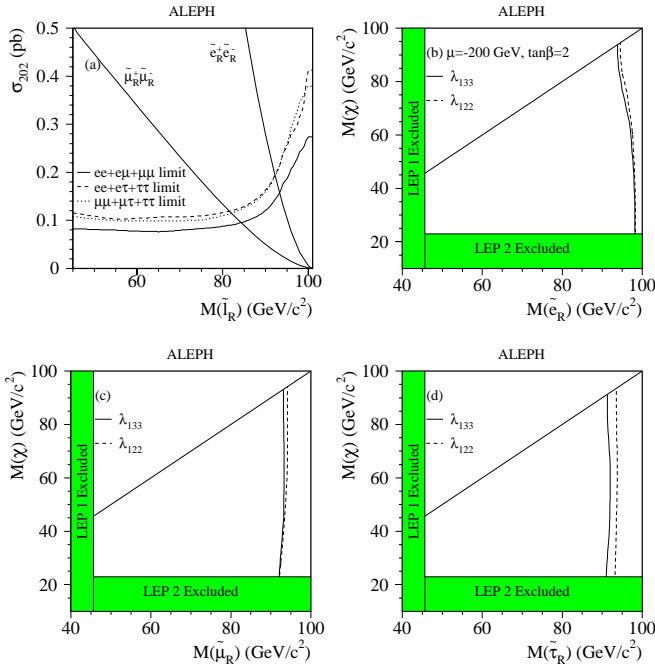 ALEPH
σ202 (pb)
0.5
0.4
0.3
0.2
0.1
0
(a)
μ̃R+μ̃R-
ẽR+ẽR-
ee+eμ+μμ limit
ee+eτ+ττ limit
μμ+μτ+ττ limit
60
80
100
M(l̃R) (GeV/c²)
ALEPH
M(χ) (GeV/c²)
100
80
60
40
20
(b) μ=-200 GeV, tanβ=2
λ133
λ122
LEP 1 Excluded
LEP 2 Excluded
40
60
80
100
M(ẽR) (GeV/c²)
ALEPH
M(χ) (GeV/c²)
100
80
60
40
20
(c)
λ133
λ122
LEP 1 Excluded
LEP 2 Excluded
40
60
80
100
M(μ̃R) (GeV/c²)
ALEPH
M(χ) (GeV/c²)
100
80
60
40
20
(d)
λ133
λ122
LEP 1 Excluded
LEP 2 Excluded
40
60
80
100
M(τ̃R) (GeV/c²)